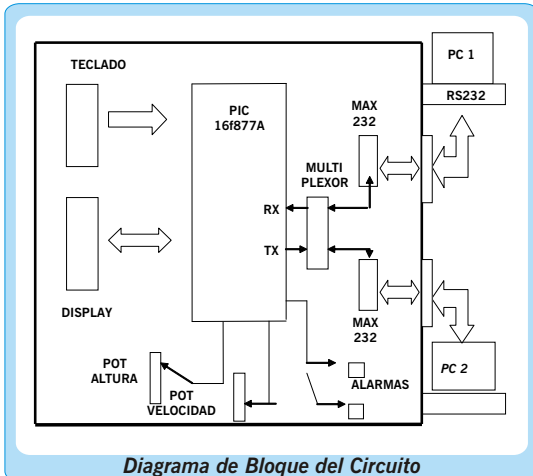 TECLADO
PIC
16f877A
MAX
232
PC 1
RS232
MULTI
PLEXOR
RX
TX
DISPLAY
MAX
232
POT
ALTURA
POT
VELOCIDAD
ALARMAS
PC 2
Diagrama de Bloque del Circuito